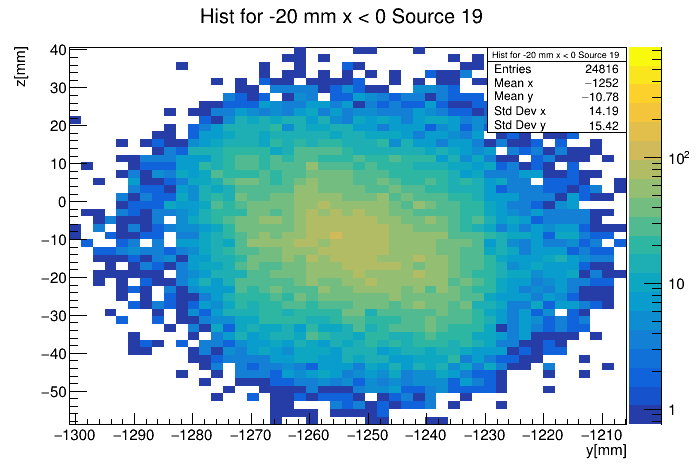 Hist for -20 mm x < 0 Source 19
z[mm]
Hist for -20 mm x < 0 Source 19
Entries 24816
Mean x −1252
Mean y −10.78
Std Dev x 14.19
Std Dev y 15.42
40
30
20
10
0
−10
−20
−30
−40
−50
10²
10
1
−1300 −1290 −1280 −1270 −1260 −1250 −1240 −1230 −1220 −1210
y[mm]